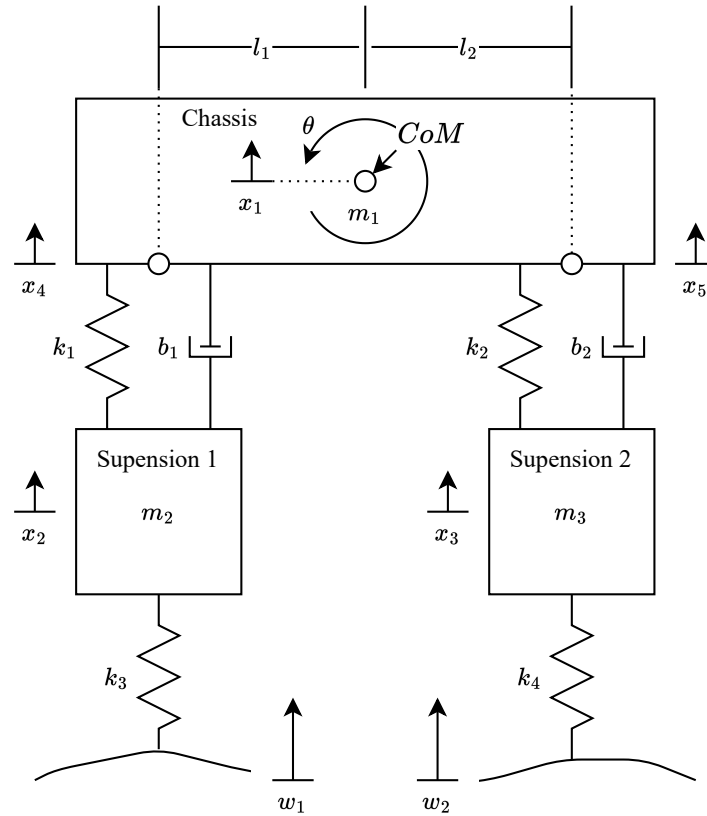 l₁
l₂
Chassis
θ
CoM
x₁
m₁
x₄
x₅
k₁
b₁
k₂
b₂
Supension 1
Supension 2
m₂
m₃
x₂
x₃
k₃
k₄
w₁
w₂